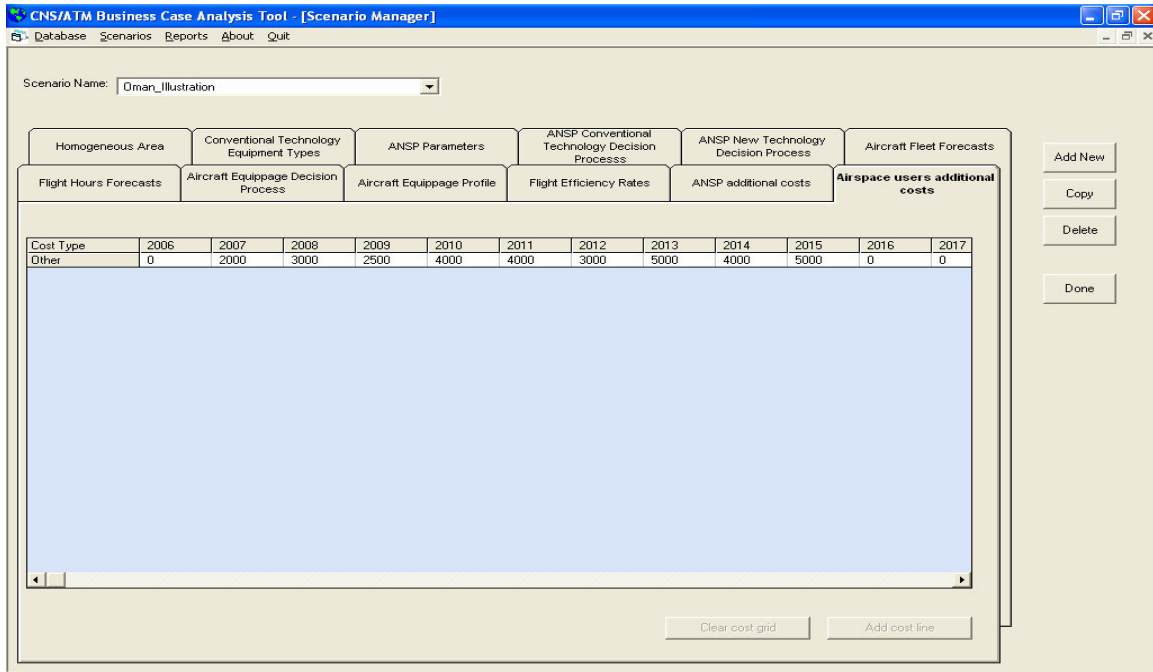 CNS/ATM Business Case Analysis Tool - [Scenario Manager]
Database Scenarios Reports About Quit
Scenario Name: Oman_Illustration
Homogeneous Area
Conventional Technology
Equipment Types
ANSP Parameters
ANSP Conventional
Technology Decision
Processs
ANSP New Technology
Decision Process
Aircraft Fleet Forecasts
Flight Hours Forecasts
Aircraft Equippage Decision
Process
Aircraft Equippage Profile
Flight Efficiency Rates
ANSP additional costs
Airspace users additional
costs
Add New
Copy
Delete
Done
Cost Type 2006 2007 2008 2009 2010 2011 2012 2013 2014 2015 2016 2017
Other 0 2000 3000 2500 4000 4000 3000 5000 4000 5000 0 0
Clear cost grid
Add cost line